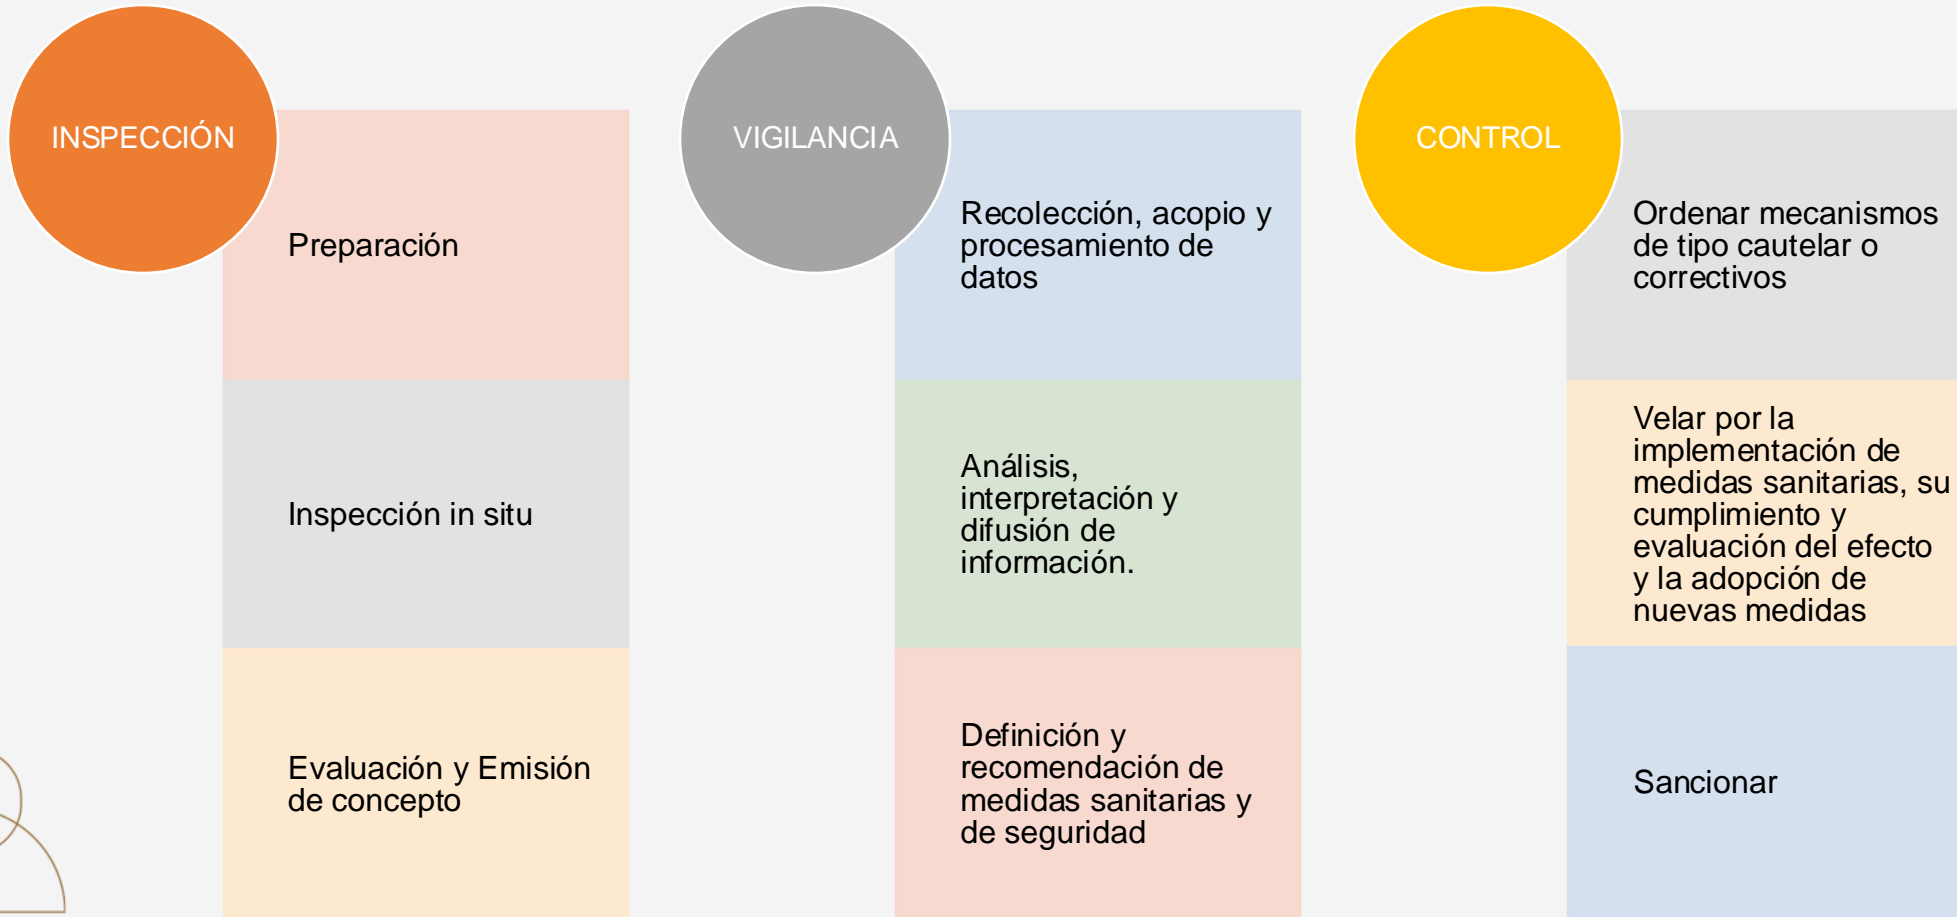 INSPECCIÓN
Preparación
Inspección in situ
Evaluación y Emisión
de concepto
VIGILANCIA
Recolección, acopio y
procesamiento de
datos
Análisis,
interpretación y
difusión de
información.
Definición y
recomendación de
medidas sanitarias y
de seguridad
CONTROL
Ordenar mecanismos
de tipo cautelar o
correctivos
Velar por la
implementación de
medidas sanitarias, su
cumplimiento y
evaluación del efecto
y la adopción de
nuevas medidas
Sancionar